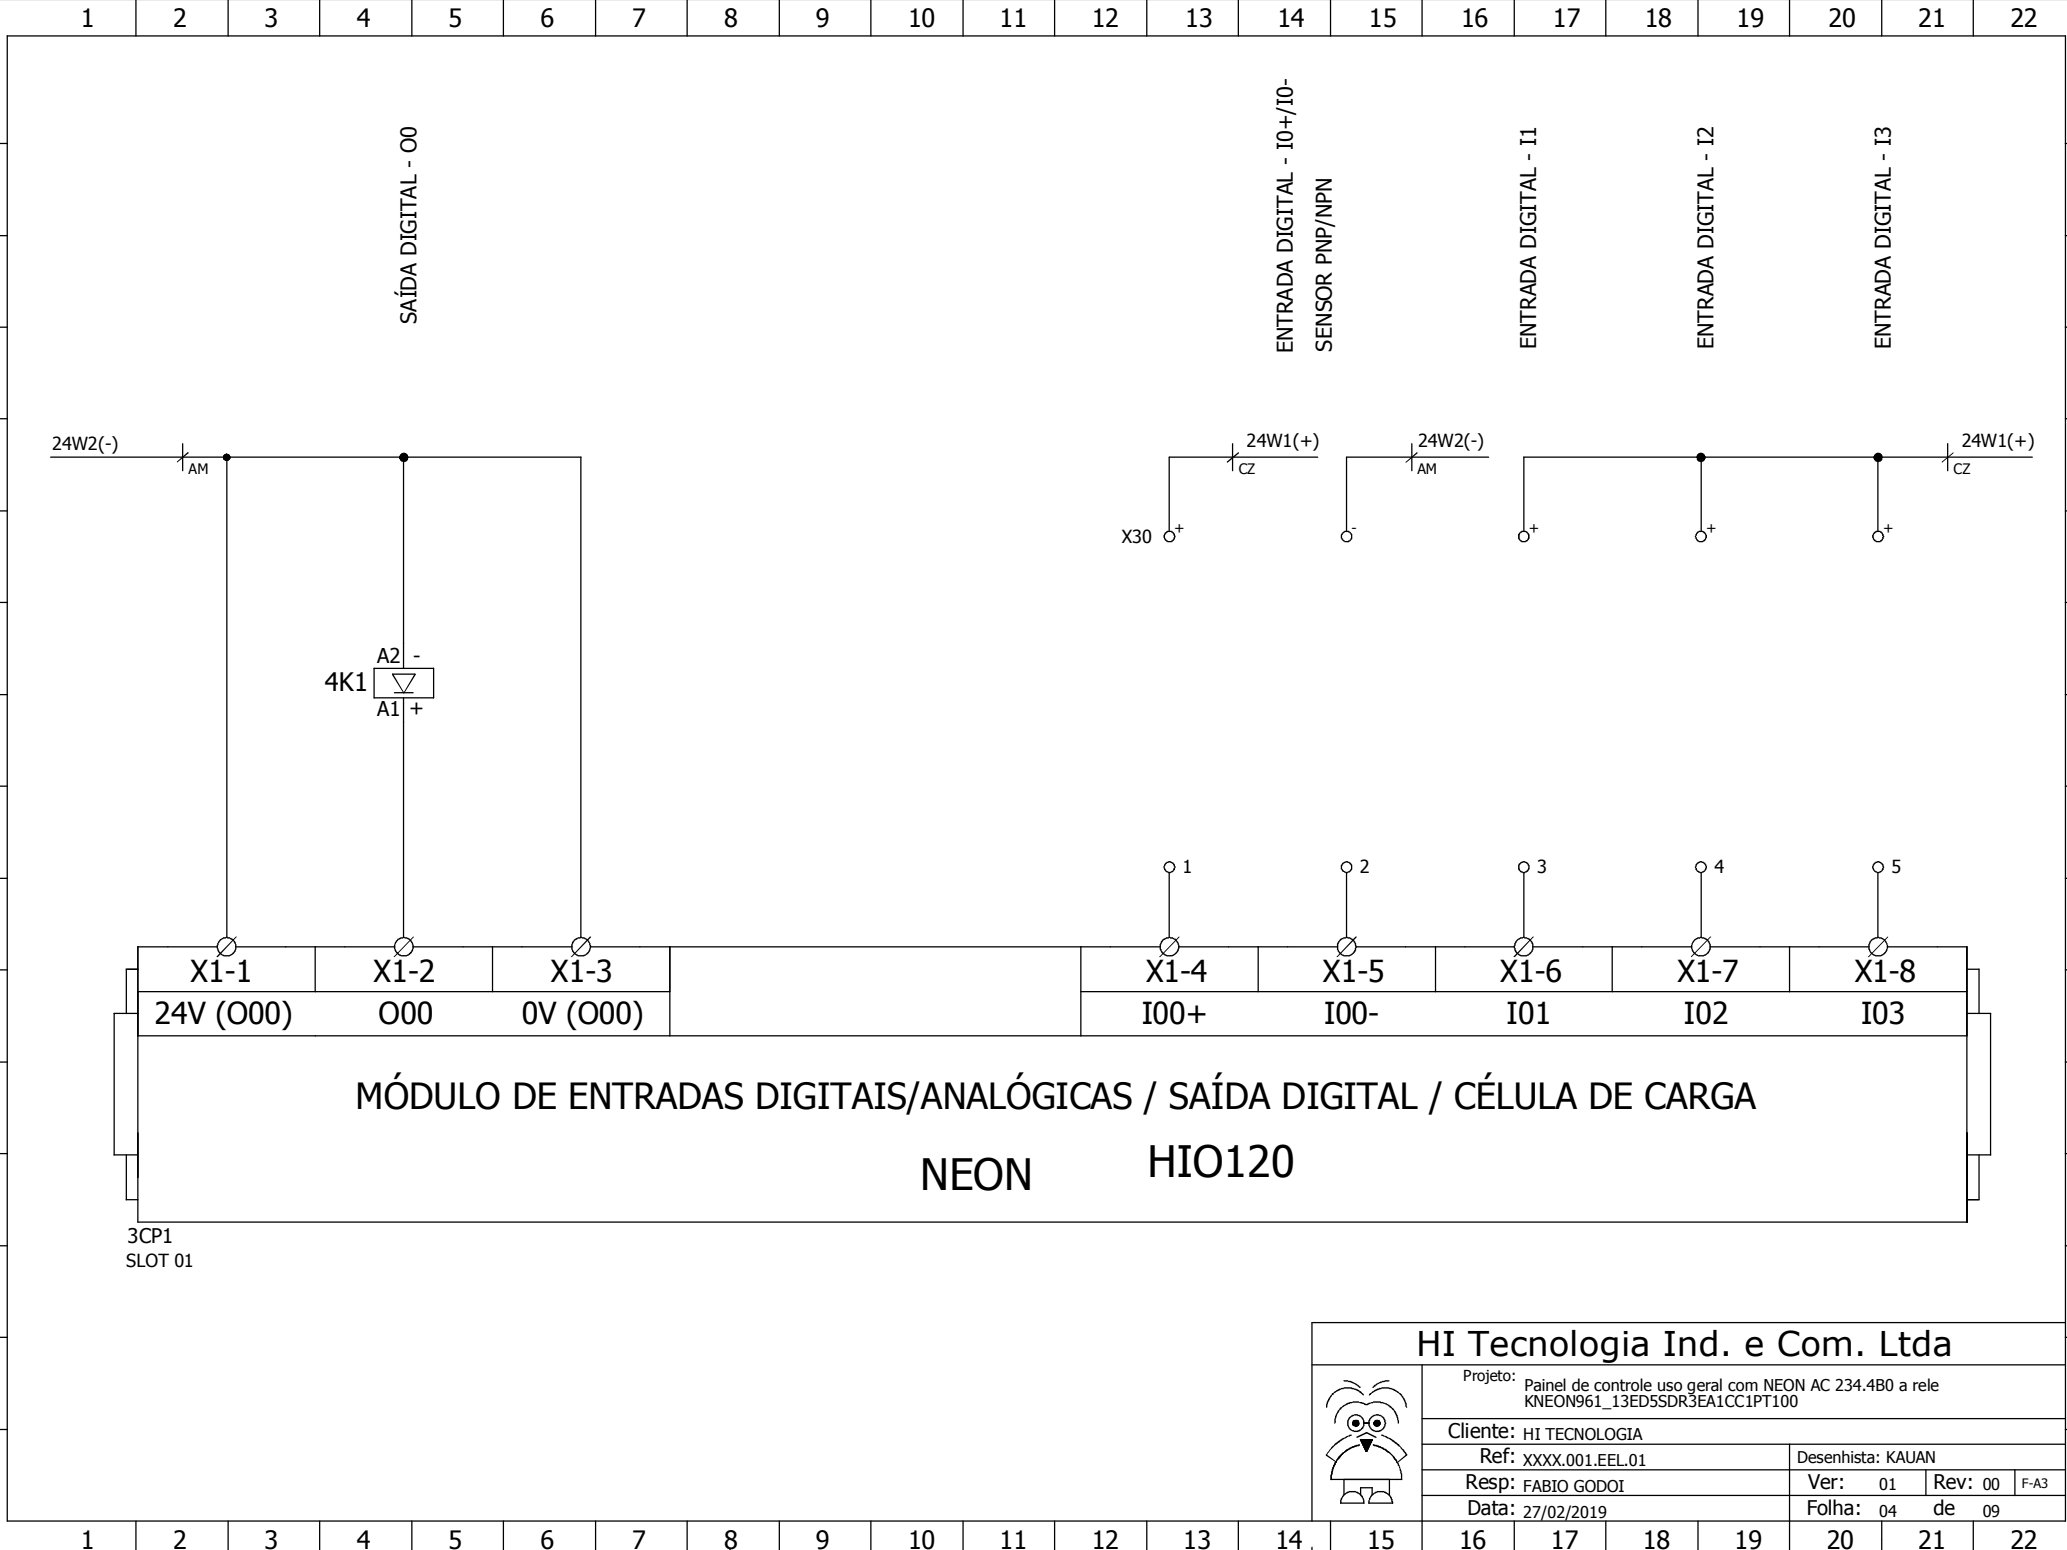 1 2 3 4 5 6 7 8 9 10 11 12 13 14 15 16 17 18 19 20 21 22
SAÍDA DIGITAL - O0
ENTRADA DIGITAL - I0+/I0-
SENSOR PNP/NPN
ENTRADA DIGITAL - I1
ENTRADA DIGITAL - I2
ENTRADA DIGITAL - I3
24W2(-)
AM
24W1(+)
CZ
24W2(-)
AM
24W1(+)
CZ
X30 + - + + +
A2 -
4K1
A1 +
1 2 3 4 5
X1-1 X1-2 X1-3 X1-4 X1-5 X1-6 X1-7 X1-8
24V (O00) O00 0V (O00) I00+ I00- I01 I02 I03
MÓDULO DE ENTRADAS DIGITAIS/ANALÓGICAS / SAÍDA DIGITAL / CÉLULA DE CARGA
NEON HIO120
3CP1
SLOT 01
HI Tecnologia Ind. e Com. Ltda
Projeto: Painel de controle uso geral com NEON AC 234.4B0 a rele
KNEON961_13ED5SDR3EA1CC1PT100
Cliente: HI TECNOLOGIA
Ref: XXXX.001.EEL.01 Desenhista: KAUAN
Resp: FABIO GODOI Ver: 01 Rev: 00 F-A3
Data: 27/02/2019 Folha: 04 de 09
1 2 3 4 5 6 7 8 9 10 11 12 13 14 15 16 17 18 19 20 21 22